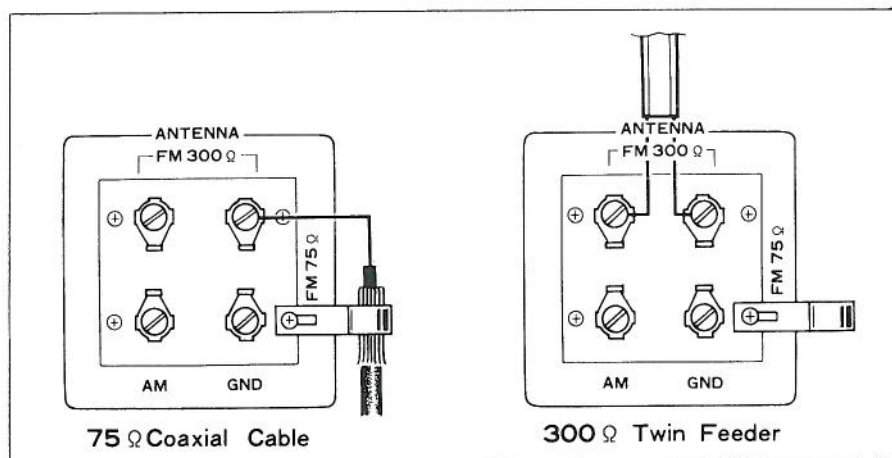 ANTENNA
FM 300 Ω
FM 75 Ω
AM GND
75 Ω Coaxial Cable
ANTENNA
FM 300 Ω
FM 75 Ω
AM GND
300 Ω Twin Feeder